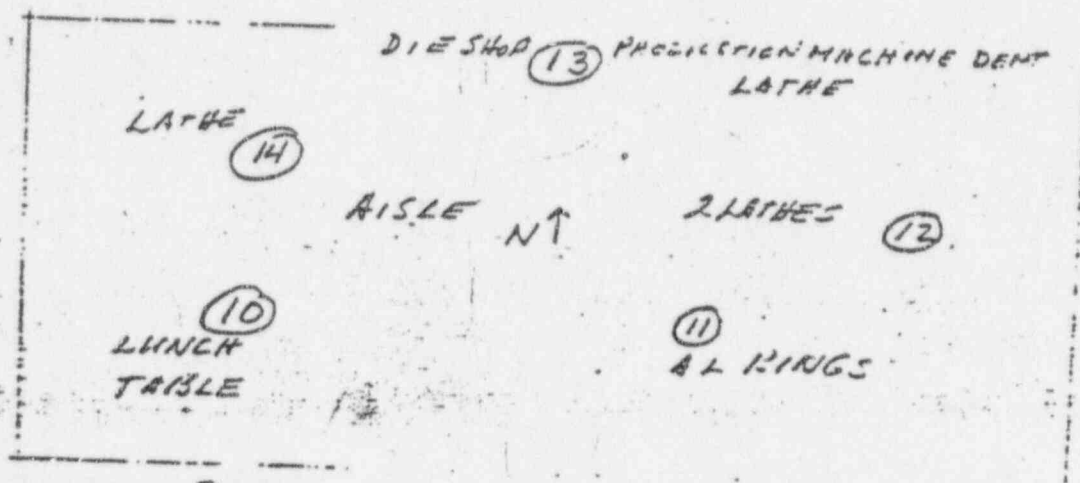 DIE SHOP 13 PRODUCTION MACHINE DEPT
LATHE
LATHE
14
AISLE N↑ 2 LATHES 12
10 11
LUNCH AL RINGS
TABLE